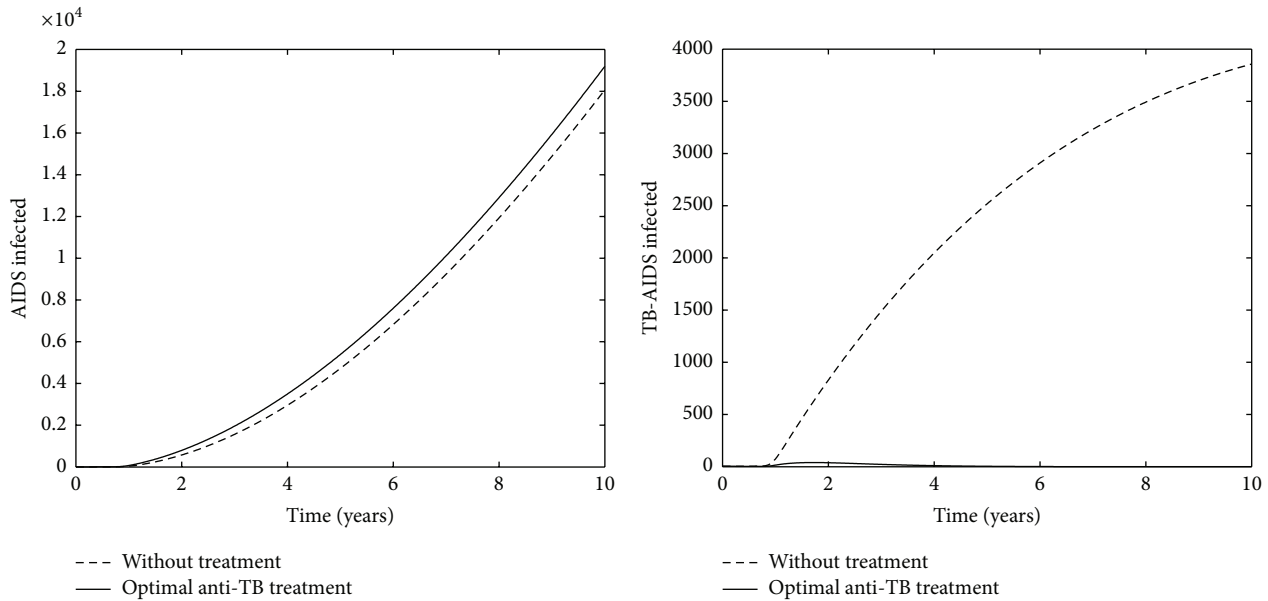 ×10⁴
2
1.8
1.6
1.4
1.2
1
0.8
0.6
0.4
0.2
0
AIDS infected
0 2 4 6 8 10
Time (years)
Without treatment
Optimal anti-TB treatment
4000
3500
3000
2500
2000
1500
1000
500
0
TB-AIDS infected
0 2 4 6 8 10
Time (years)
Without treatment
Optimal anti-TB treatment